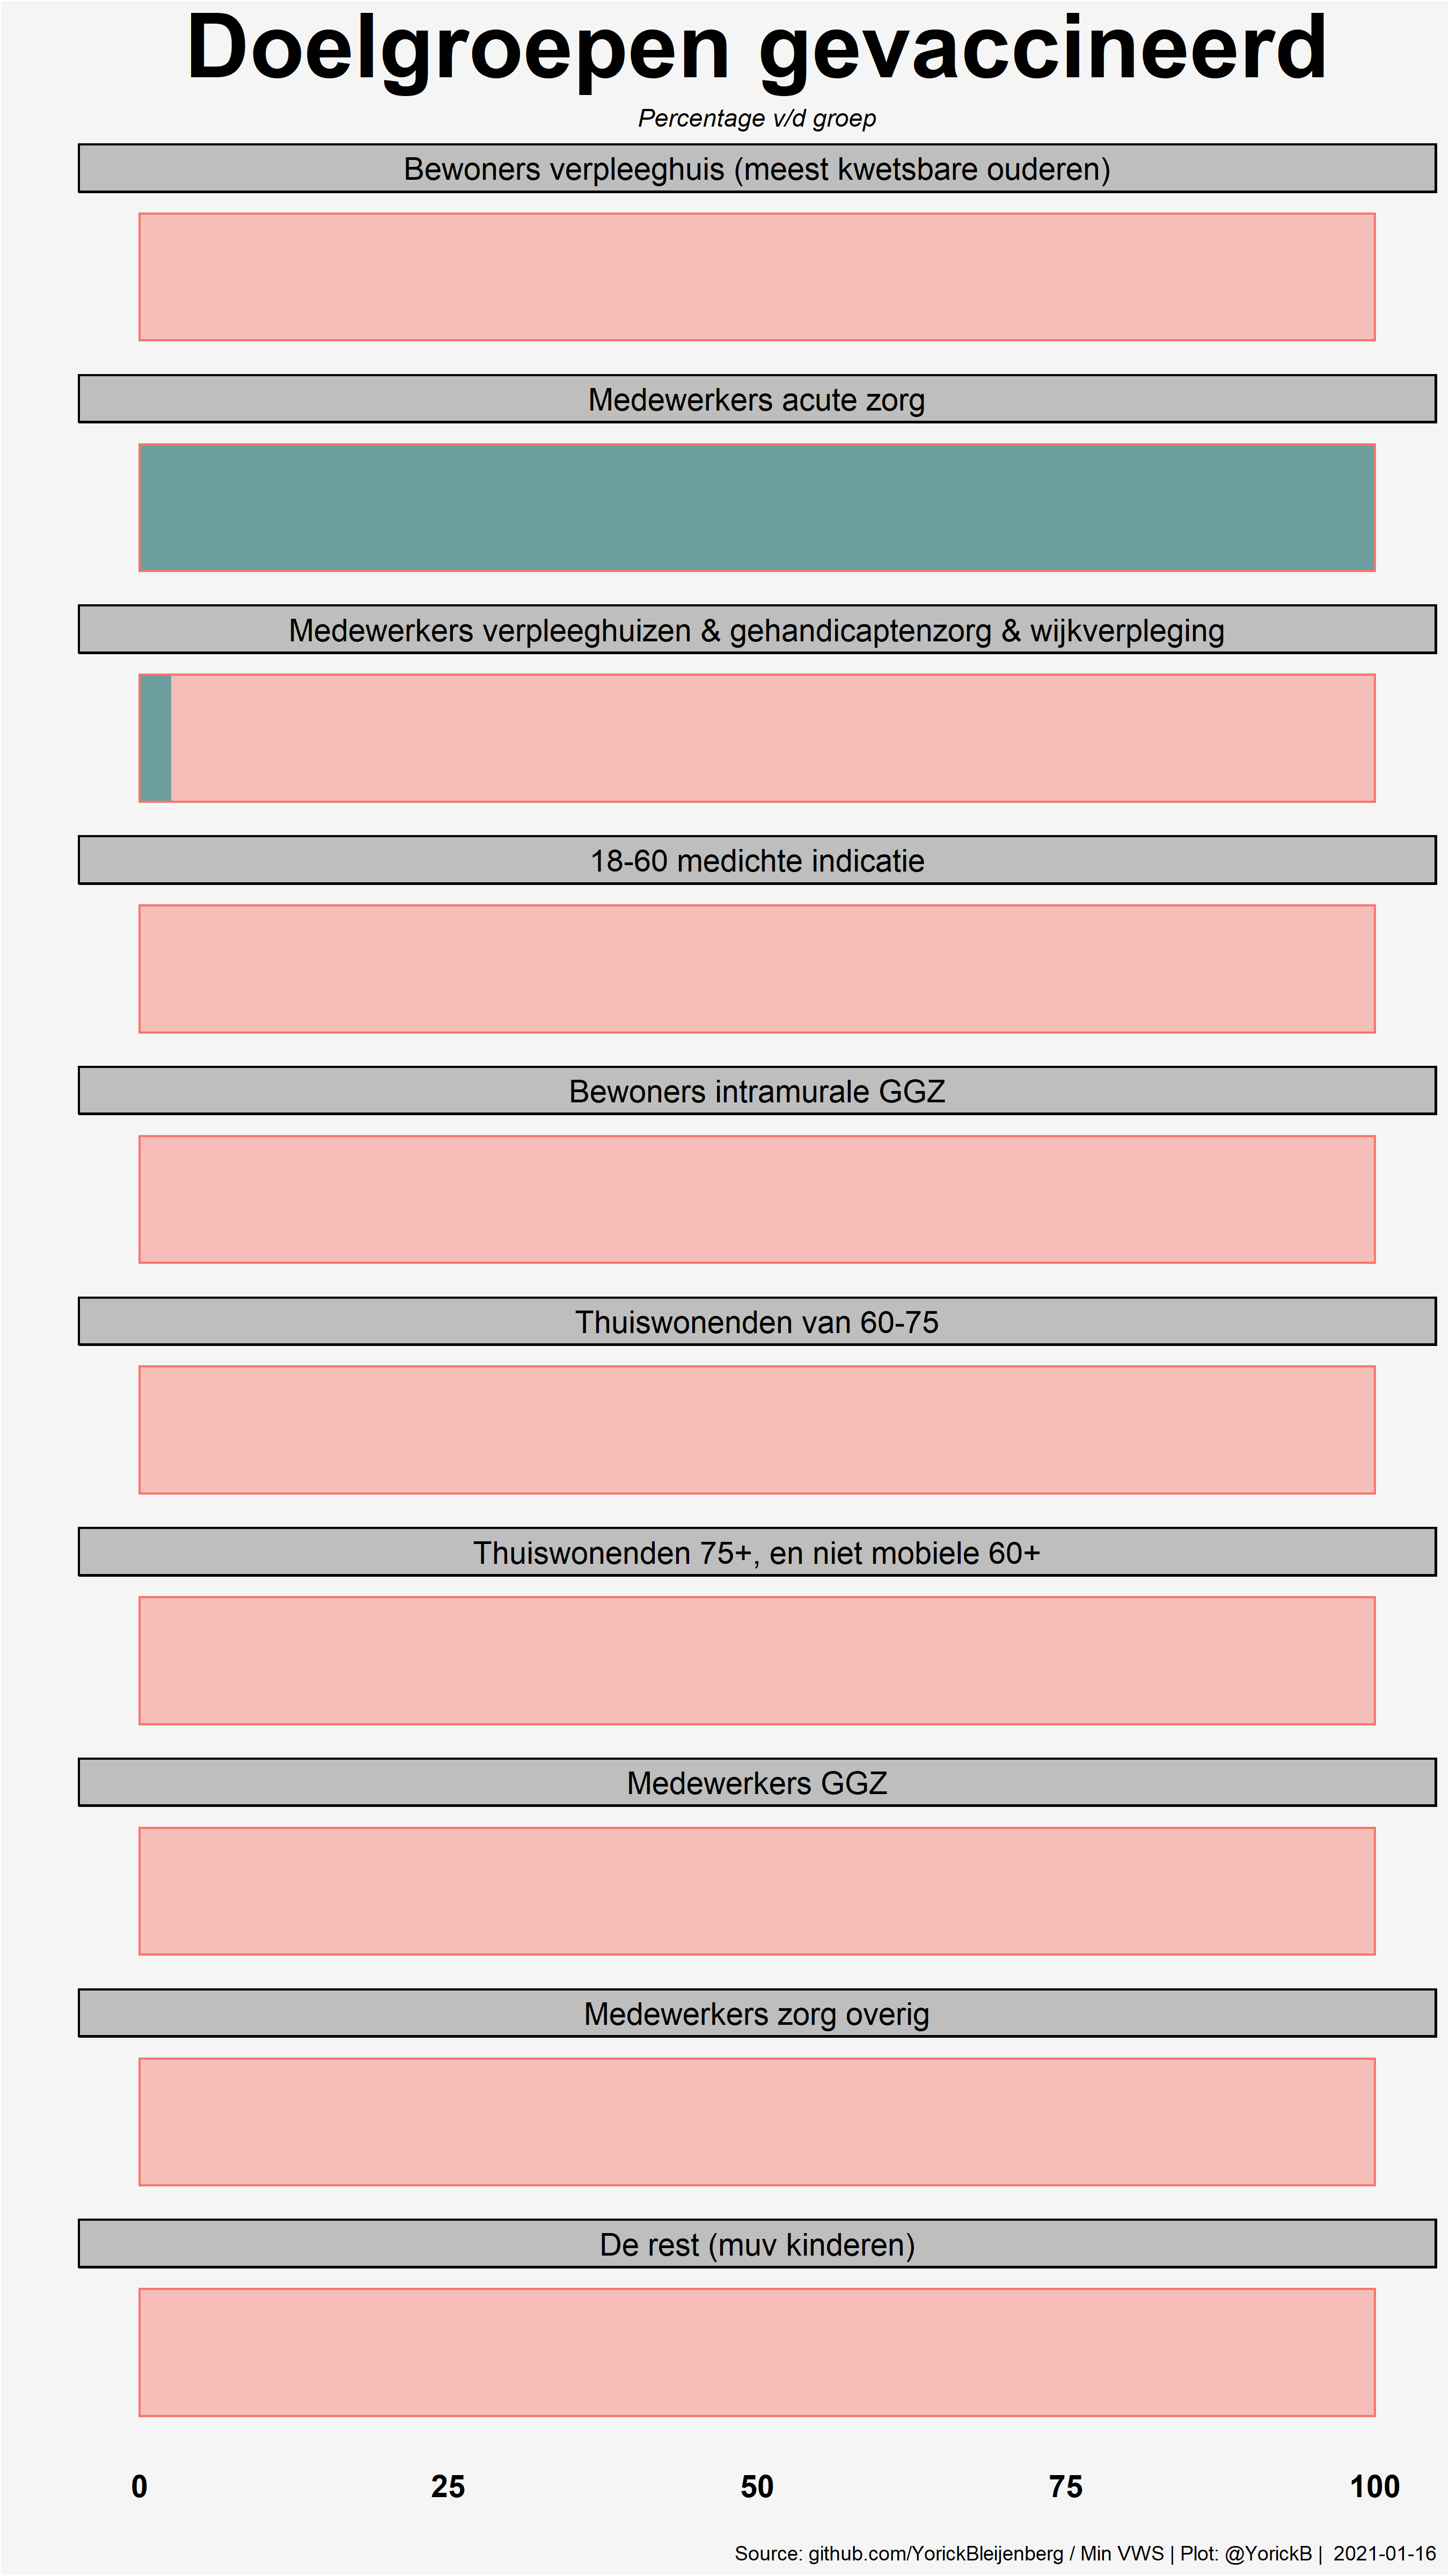 Doelgroepen gevaccineerd
Percentage v/d groep
Bewoners verpleeghuis (meest kwetsbare ouderen)
Medewerkers acute zorg
Medewerkers verpleeghuizen & gehandicaptenzorg & wijkverpleging
18-60 medichte indicatie
Bewoners intramurale GGZ
Thuiswonenden van 60-75
Thuiswonenden 75+, en niet mobiele 60+
Medewerkers GGZ
Medewerkers zorg overig
De rest (muv kinderen)
0 25 50 75 100
Source: github.com/YorickBleijenberg / Min VWS | Plot: @YorickB | 2021-01-16